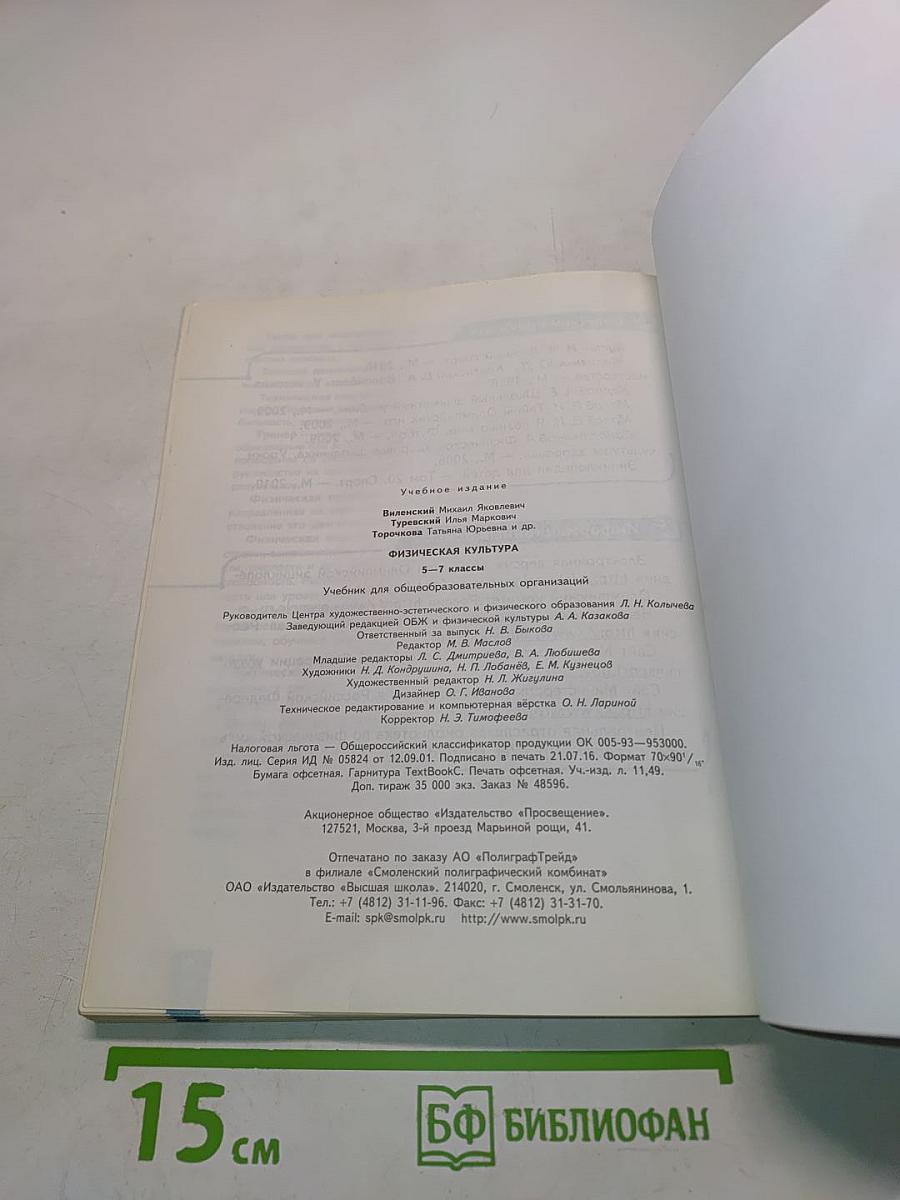 Учебное издание
Виленский Михаил Яковлевич
Туревский Илья Маркович
Торочкова Татьяна Юрьевна и др.
ФИЗИЧЕСКАЯ КУЛЬТУРА
5—7 классы
Учебник для общеобразовательных организаций
Руководитель Центра художественно-эстетического и физического образования Л. Н. Колычева
Заведующий редакцией ОБЖ и физической культуры А. А. Казакова
Ответственный за выпуск Н. В. Быкова
Редактор М. В. Маслов
Младшие редакторы Л. С. Дмитриева, В. А. Любишева
Художники Н. Д. Кондрушина, Н. П. Лобанёв, Е. М. Кузнецов
Художественный редактор Н. Л. Жигулина
Дизайнер О. Г. Иванова
Техническое редактирование и компьютерная вёрстка О. Н. Лариной
Корректор Н. Э. Тимофеева
Налоговая льгота — Общероссийский классификатор продукции ОК 005-93—953000.
Изд. лиц. Серия ИД № 05824 от 12.09.01. Подписано в печать 21.07.16. Формат 70×90¹/₁₆.
Бумага офсетная. Гарнитура TextBookC. Печать офсетная. Уч.-изд. л. 11,49.
Доп. тираж 35 000 экз. Заказ № 48596.
Акционерное общество «Издательство «Просвещение».
127521, Москва, 3-й проезд Марьиной рощи, 41.
Отпечатано по заказу АО «ПолиграфТрейд»
в филиале «Смоленский полиграфический комбинат»
ОАО «Издательство «Высшая школа». 214020, г. Смоленск, ул. Смольянинова, 1.
Тел.: +7 (4812) 31-11-96. Факс: +7 (4812) 31-31-70.
E-mail: spk@smolpk.ru http://www.smolpk.ru
15 см
БФ БИБЛИОФАН